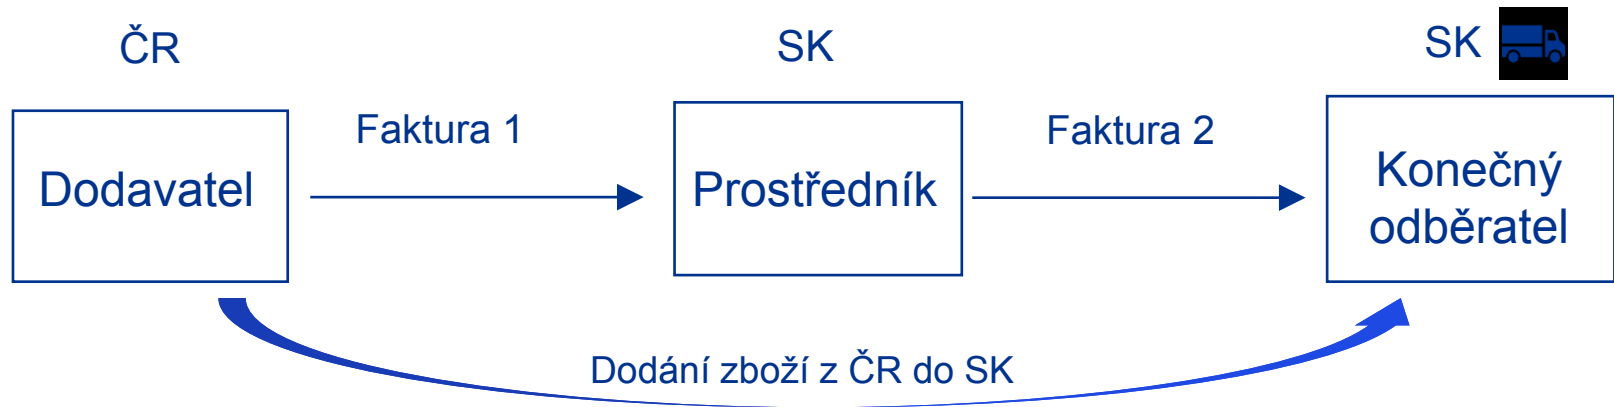 ČR
SK
SK
Faktura 1
Faktura 2
Dodavatel
Prostředník
Konečný
odběratel
Dodání zboží z ČR do SK